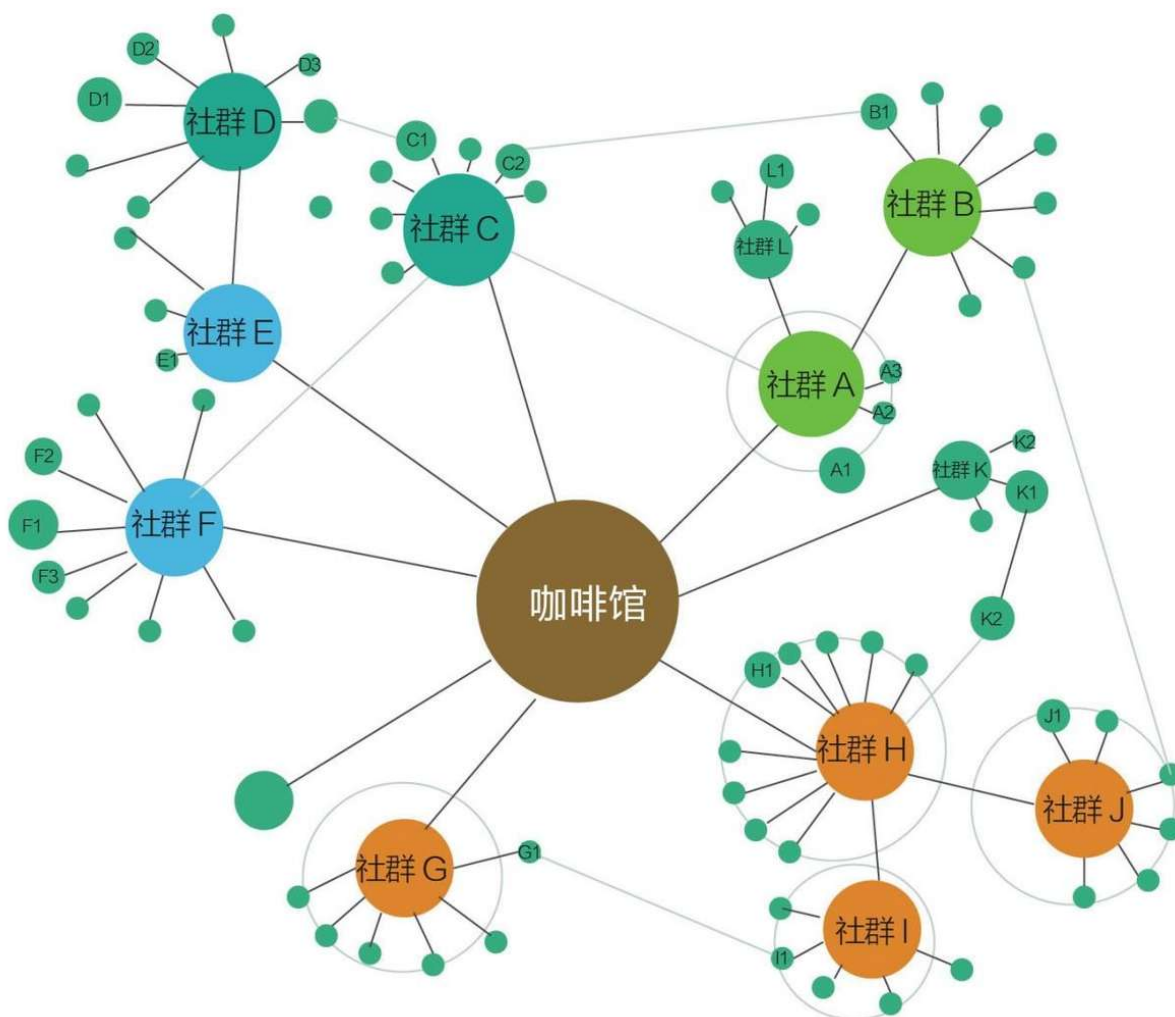 D2
D3
D1
社群 D
C1
C2
B1
L1
社群 B
社群 C
社群 L
社群 E
E1
A3
社群 A
A2
A1
F2
K2
社群 K
K1
F1
社群 F
F3
咖啡馆
K2
H1
J1
社群 H
社群 J
G1
社群 G
社群 I
I1